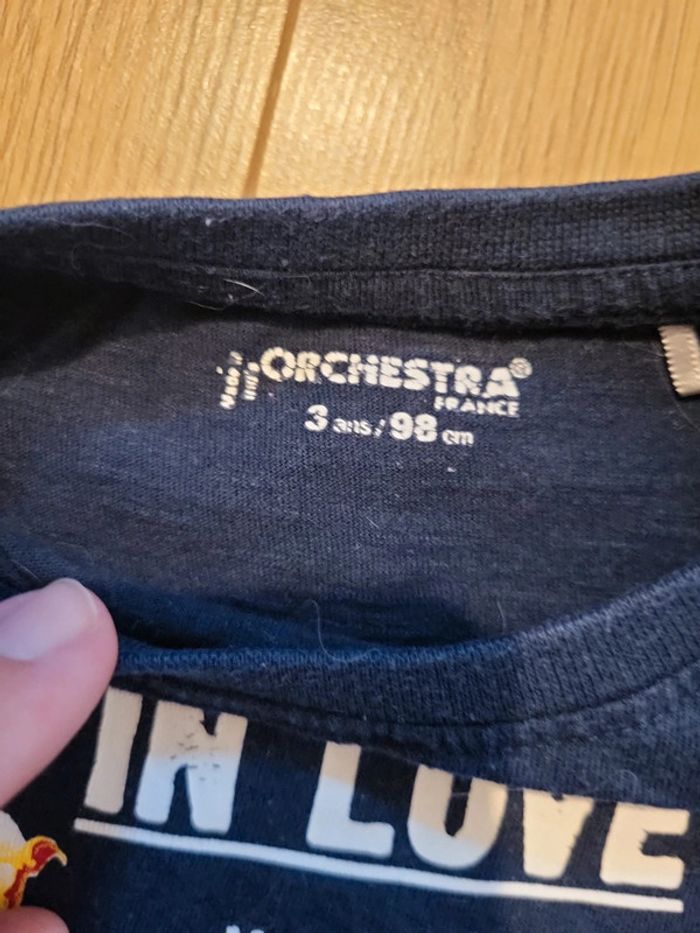 ORCHESTRA®
FRANCE
3 ans / 98 cm
IN LOVE